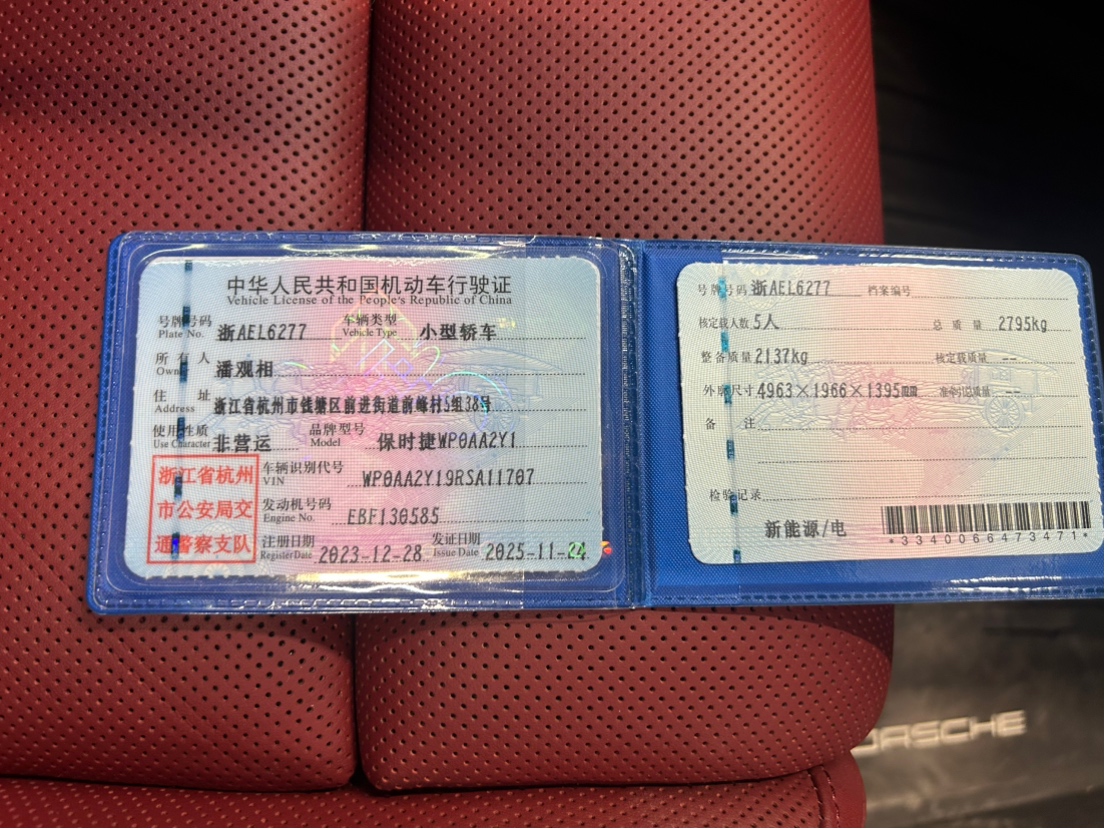 中华人民共和国机动车行驶证
Vehicle License of the People's Republic of China
号牌号码 浙AEL6277 车辆类型 小型轿车
Plate No. Vehicle Type
所有人 潘观相
Owner
住址 浙江省杭州市钱塘区前进街道前峰村5组38号
Address
使用性质 非营运 品牌型号 保时捷WP0AA2Y1
Use Character Model
浙江省杭州
市公安局交
通警察支队
车辆识别代号 WP0AA2Y19RSA11707
VIN
发动机号码 EBF130585
Engine No.
注册日期 2023-12-28 发证日期 2025-11-24
Register Date Issue Date
号牌号码 浙AEL6277 档案编号
核定载人数 5人 总质量 2795kg
整备质量 2137kg 核定载质量 --
外廓尺寸 4963×1966×1395 准牵引总质量 --
备注
检验记录
新能源/电
*3340066473471*
PORSCHE